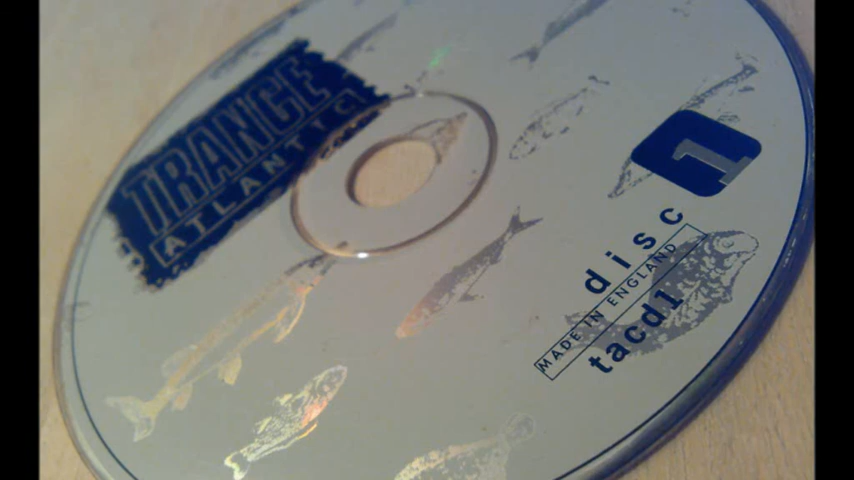 TRANCE
ATLANTIC
1
disc
MADE IN ENGLAND
tacd1